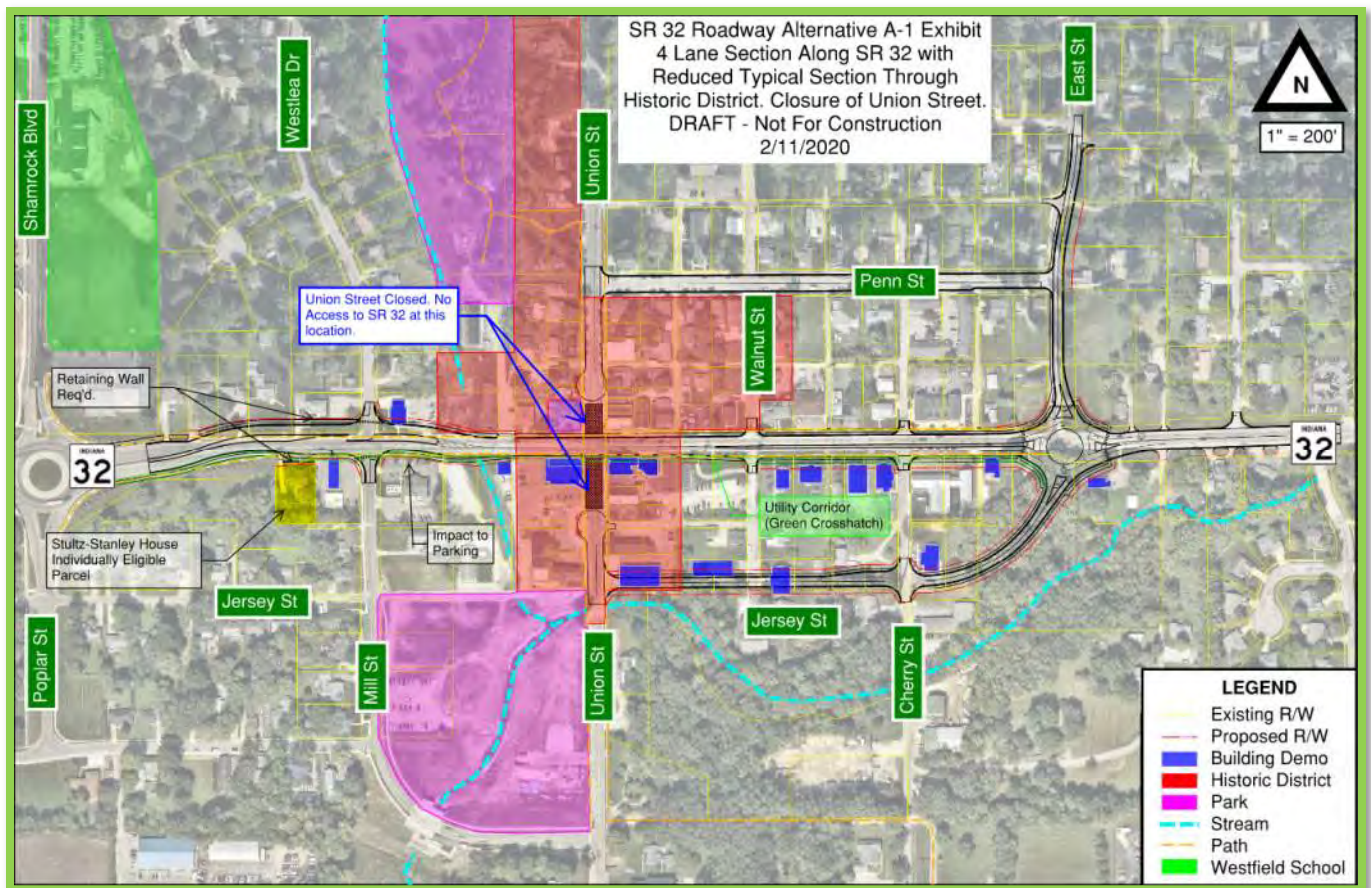 SR 32 Roadway Alternative A-1 Exhibit
4 Lane Section Along SR 32 with
Reduced Typical Section Through
Historic District. Closure of Union Street.
DRAFT - Not For Construction
2/11/2020
N
1" = 200'
Shamrock Blvd
Westlea Dr
Union St
East St
Penn St
Walnut St
Union Street Closed. No
Access to SR 32 at this
location.
Retaining Wall
Req'd.
INDIANA
32
INDIANA
32
Utility Corridor
(Green Crosshatch)
Impact to
Parking
Stultz-Stanley House
Individually Eligible
Parcel
Jersey St
Jersey St
Poplar St
Mill St
Union St
Cherry St
LEGEND
Existing R/W
Proposed R/W
Building Demo
Historic District
Park
Stream
Path
Westfield School